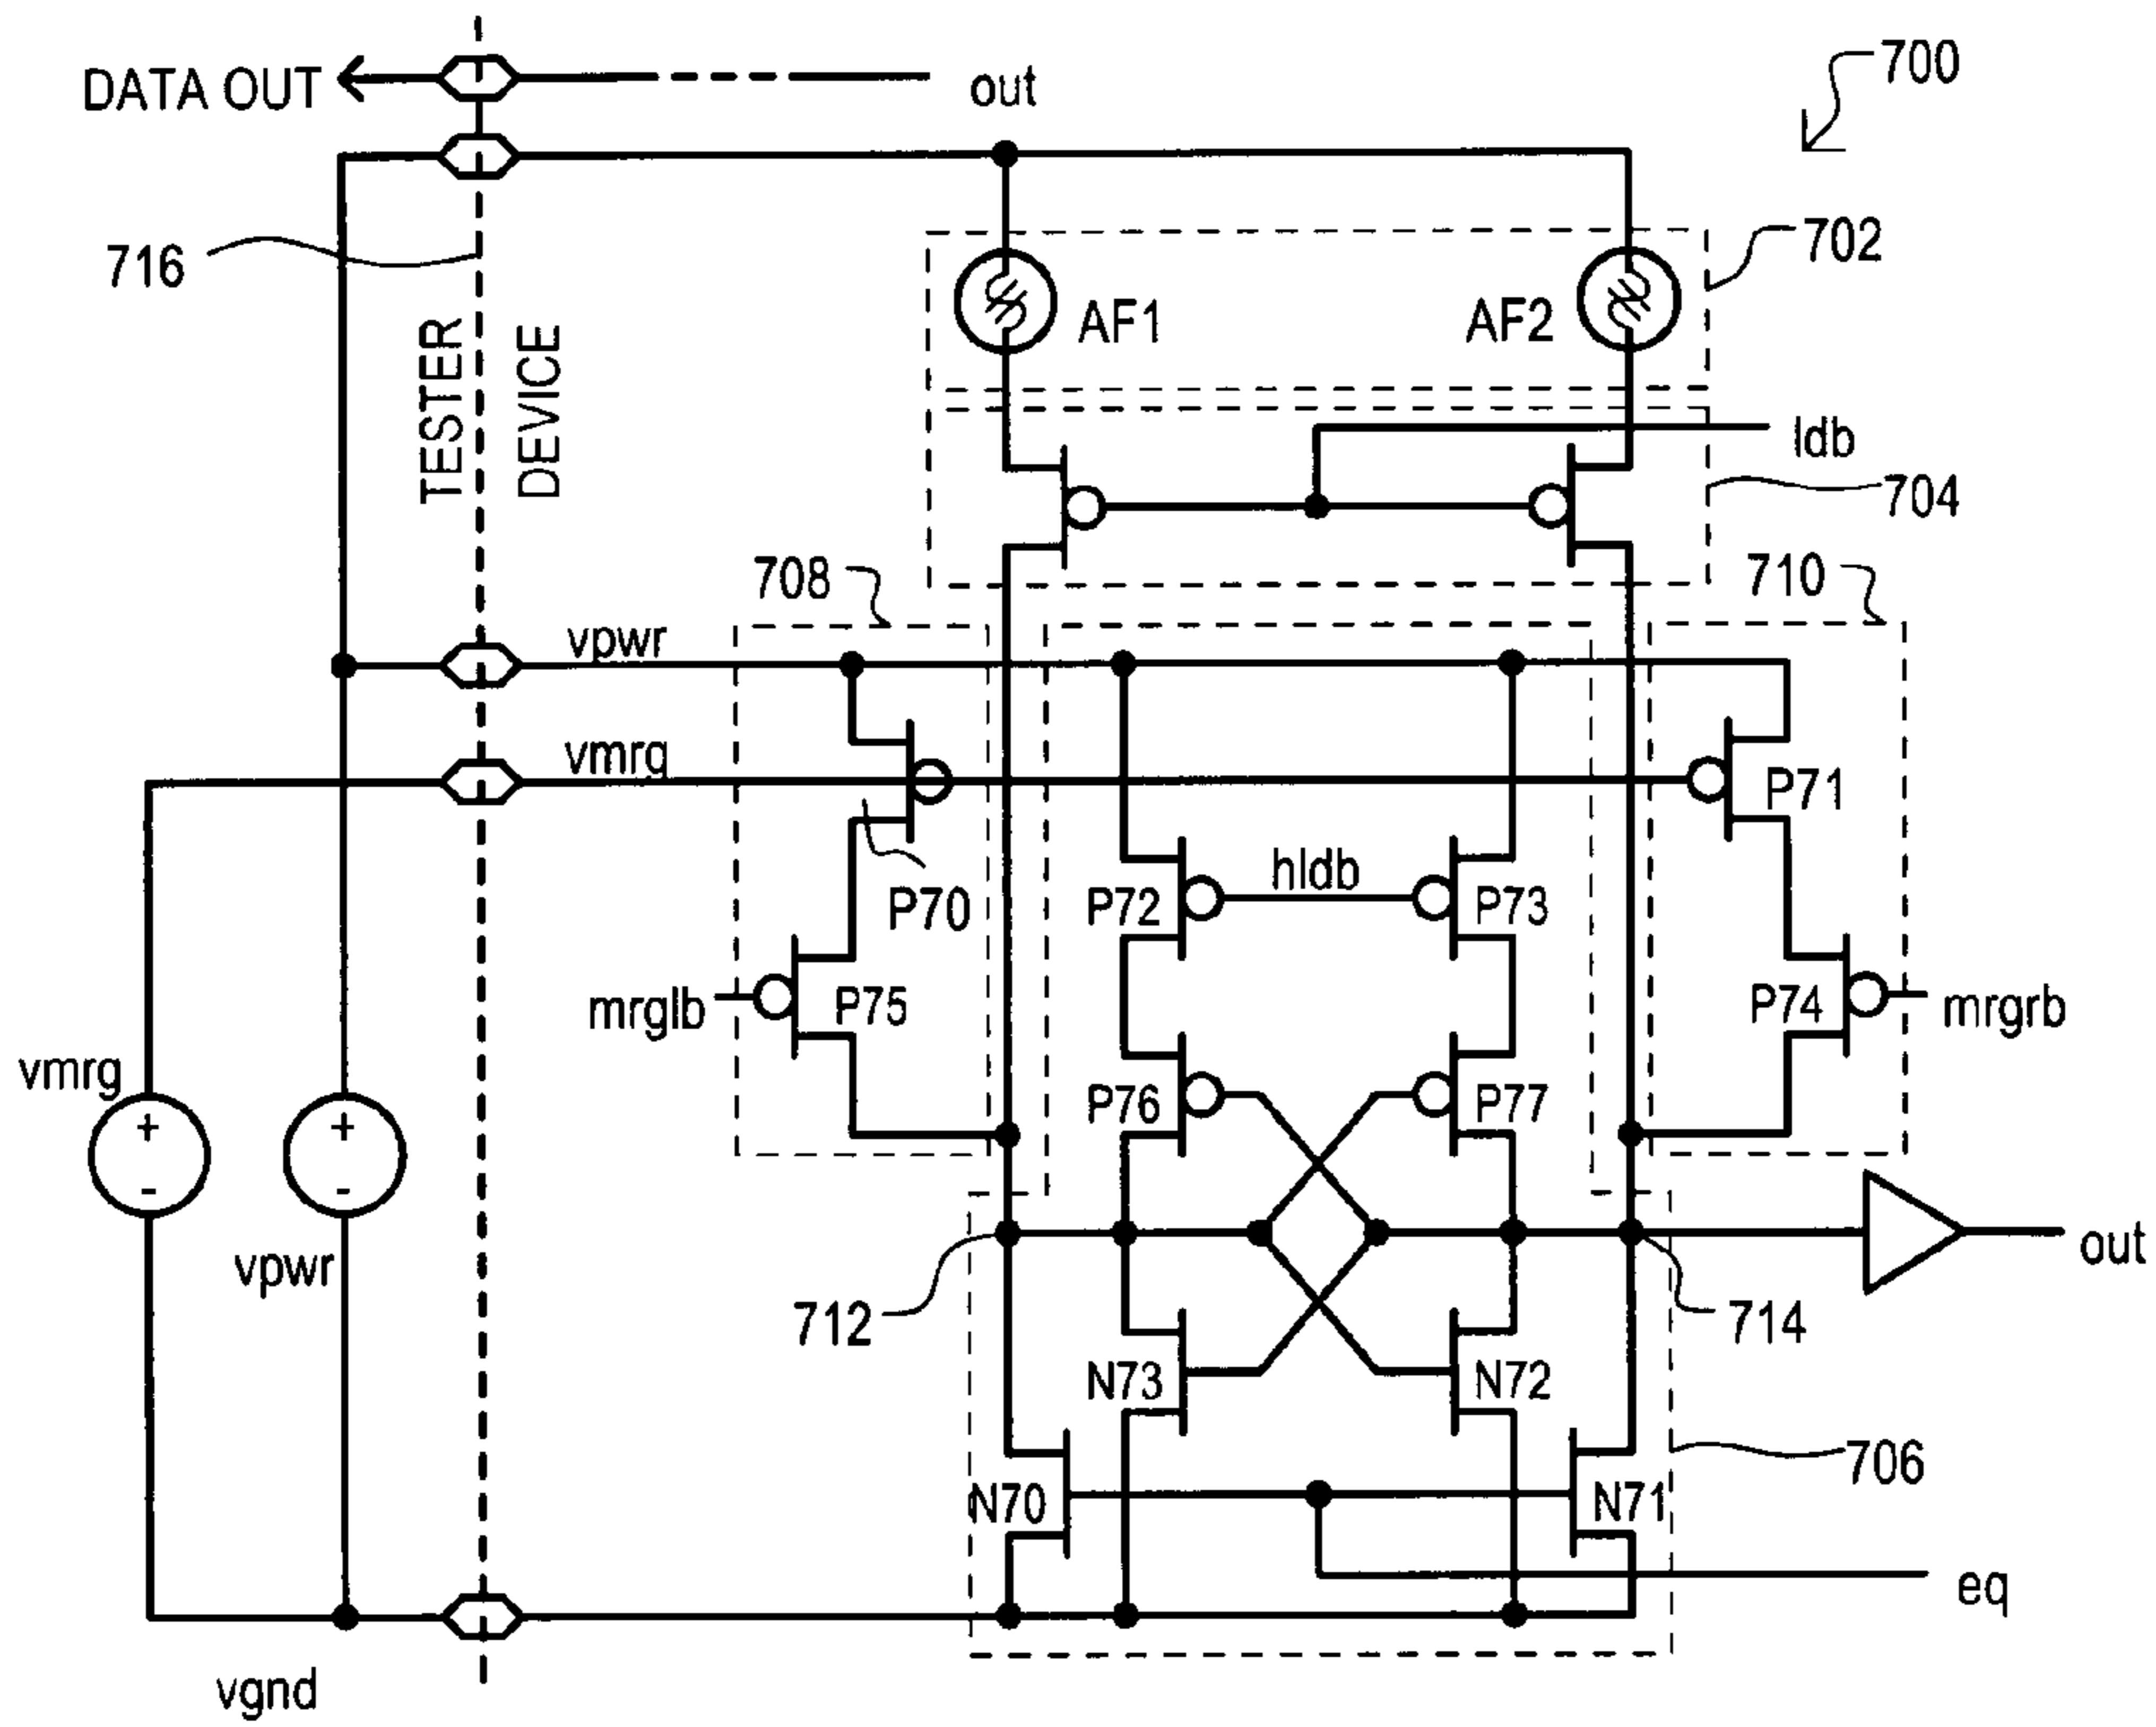 DATA OUT
out
700
716
702
AF1
AF2
TESTER
DEVICE
ldb
704
708
710
vpwr
vmrg
P71
P72
hldb
P73
P70
mrglb
P75
P74
mrgrb
vmrg
+
-
+
-
P76
P77
vpwr
712
714
out
N73
N72
706
N70
N71
eq
vgnd